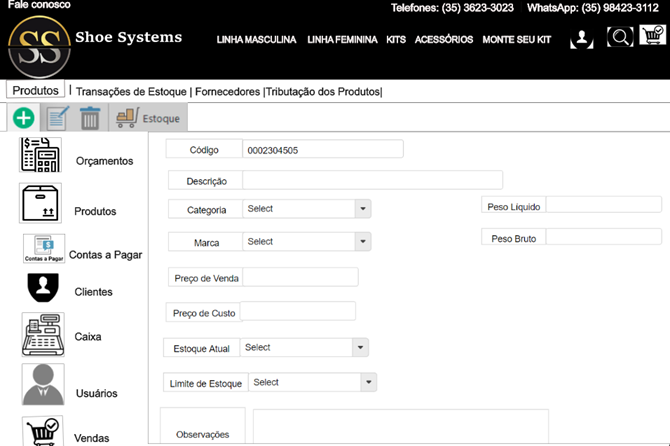 Fale conosco
Telefones: (35) 3623-3023 WhatsApp: (35) 98423-3112
SS
Shoe Systems
LINHA MASCULINA LINHA FEMININA KITS ACESSÓRIOS MONTE SEU KIT
Produtos | Transações de Estoque | Fornecedores |Tributação dos Produtos|
Estoque
Orçamentos
Produtos
Contas a Pagar
Contas a Pagar
Clientes
Caixa
Usuários
Vendas
Código 0002304505
Descrição
Categoria Select
Peso Líquido
Marca Select
Peso Bruto
Preço de Venda
Preço de Custo
Estoque Atual Select
Limite de Estoque Select
Observações